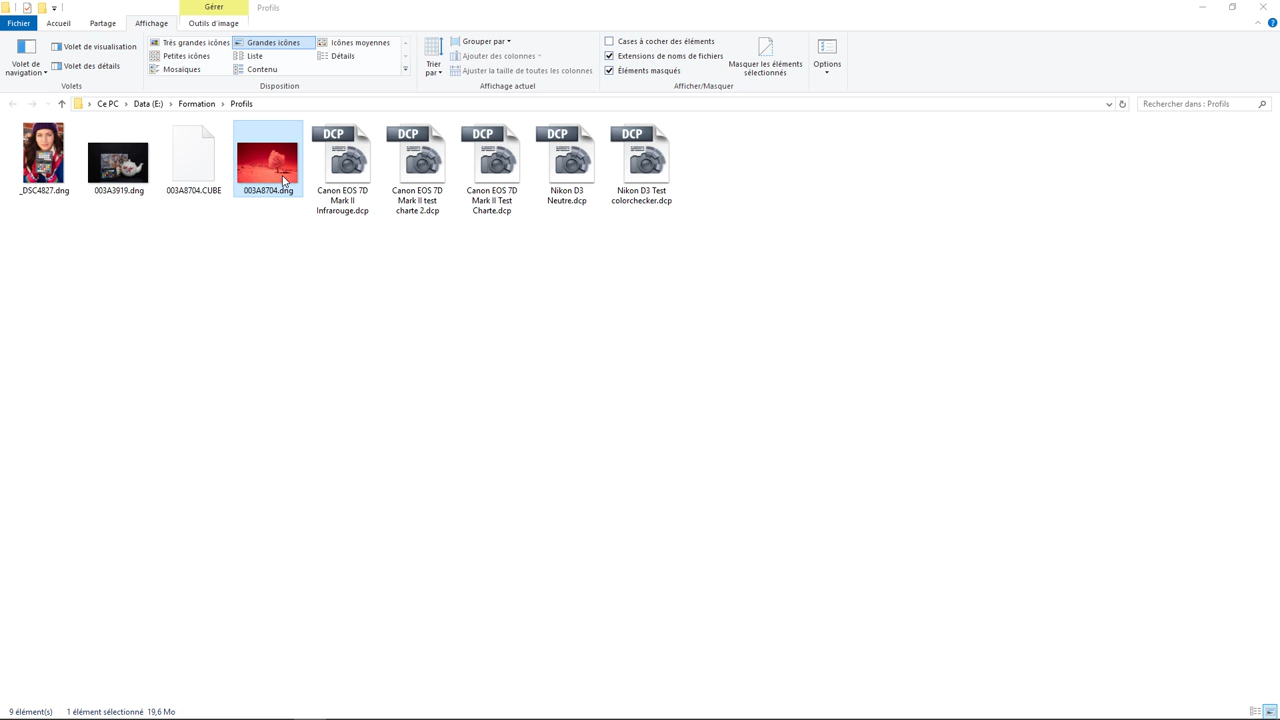 Gérer
Profils
Fichier
Accueil
Partage
Affichage
Outils d'image
Volet de navigation
Volet de visualisation
Volet des détails
Volets
Très grandes icônes
Grandes icônes
Icônes moyennes
Petites icônes
Liste
Détails
Mosaïques
Contenu
Disposition
Trier par
Grouper par
Ajouter des colonnes
Ajuster la taille de toutes les colonnes
Affichage actuel
Cases à cocher des éléments
Extensions de noms de fichiers
Éléments masqués
Masquer les éléments
sélectionnés
Afficher/Masquer
Options
Ce PC > Data (E:) > Formation > Profils
Rechercher dans : Profils
DCP
DCP
DCP
DCP
DCP
_DSC4827.dng
003A3919.dng
003A8704.CUBE
003A8704.dng
Canon EOS 7D
Mark II
Infrarouge.dcp
Canon EOS 7D
Mark II test
charte 2.dcp
Canon EOS 7D
Mark II Test
Charte.dcp
Nikon D3
Neutre.dcp
Nikon D3 Test
colorchecker.dcp
9 élément(s)
1 élément sélectionné 19,6 Mo